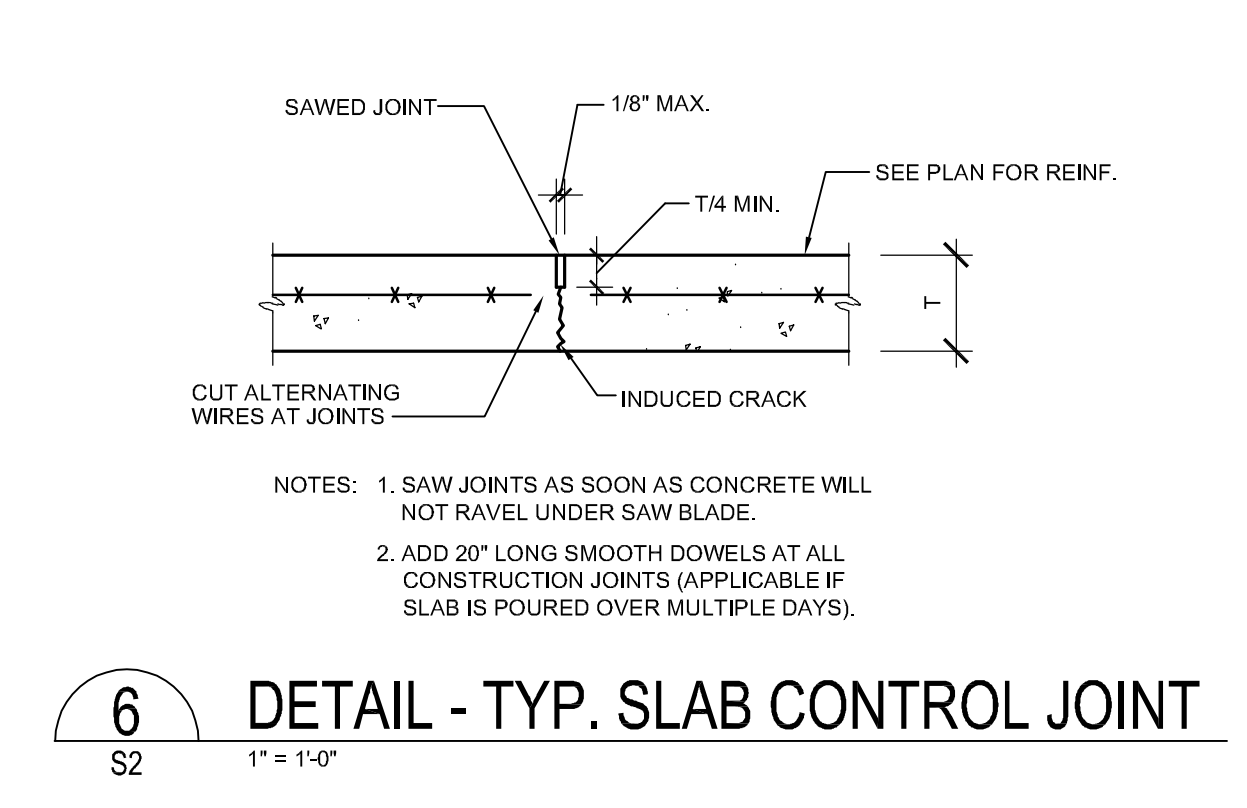 SAWED JOINT
1/8" MAX.
SEE PLAN FOR REINF.
T/4 MIN.
T
CUT ALTERNATING
WIRES AT JOINTS
INDUCED CRACK
NOTES: 1. SAW JOINTS AS SOON AS CONCRETE WILL
NOT RAVEL UNDER SAW BLADE.
2. ADD 20" LONG SMOOTH DOWELS AT ALL
CONSTRUCTION JOINTS (APPLICABLE IF
SLAB IS POURED OVER MULTIPLE DAYS).
6
DETAIL - TYP. SLAB CONTROL JOINT
S2
1" = 1'-0"